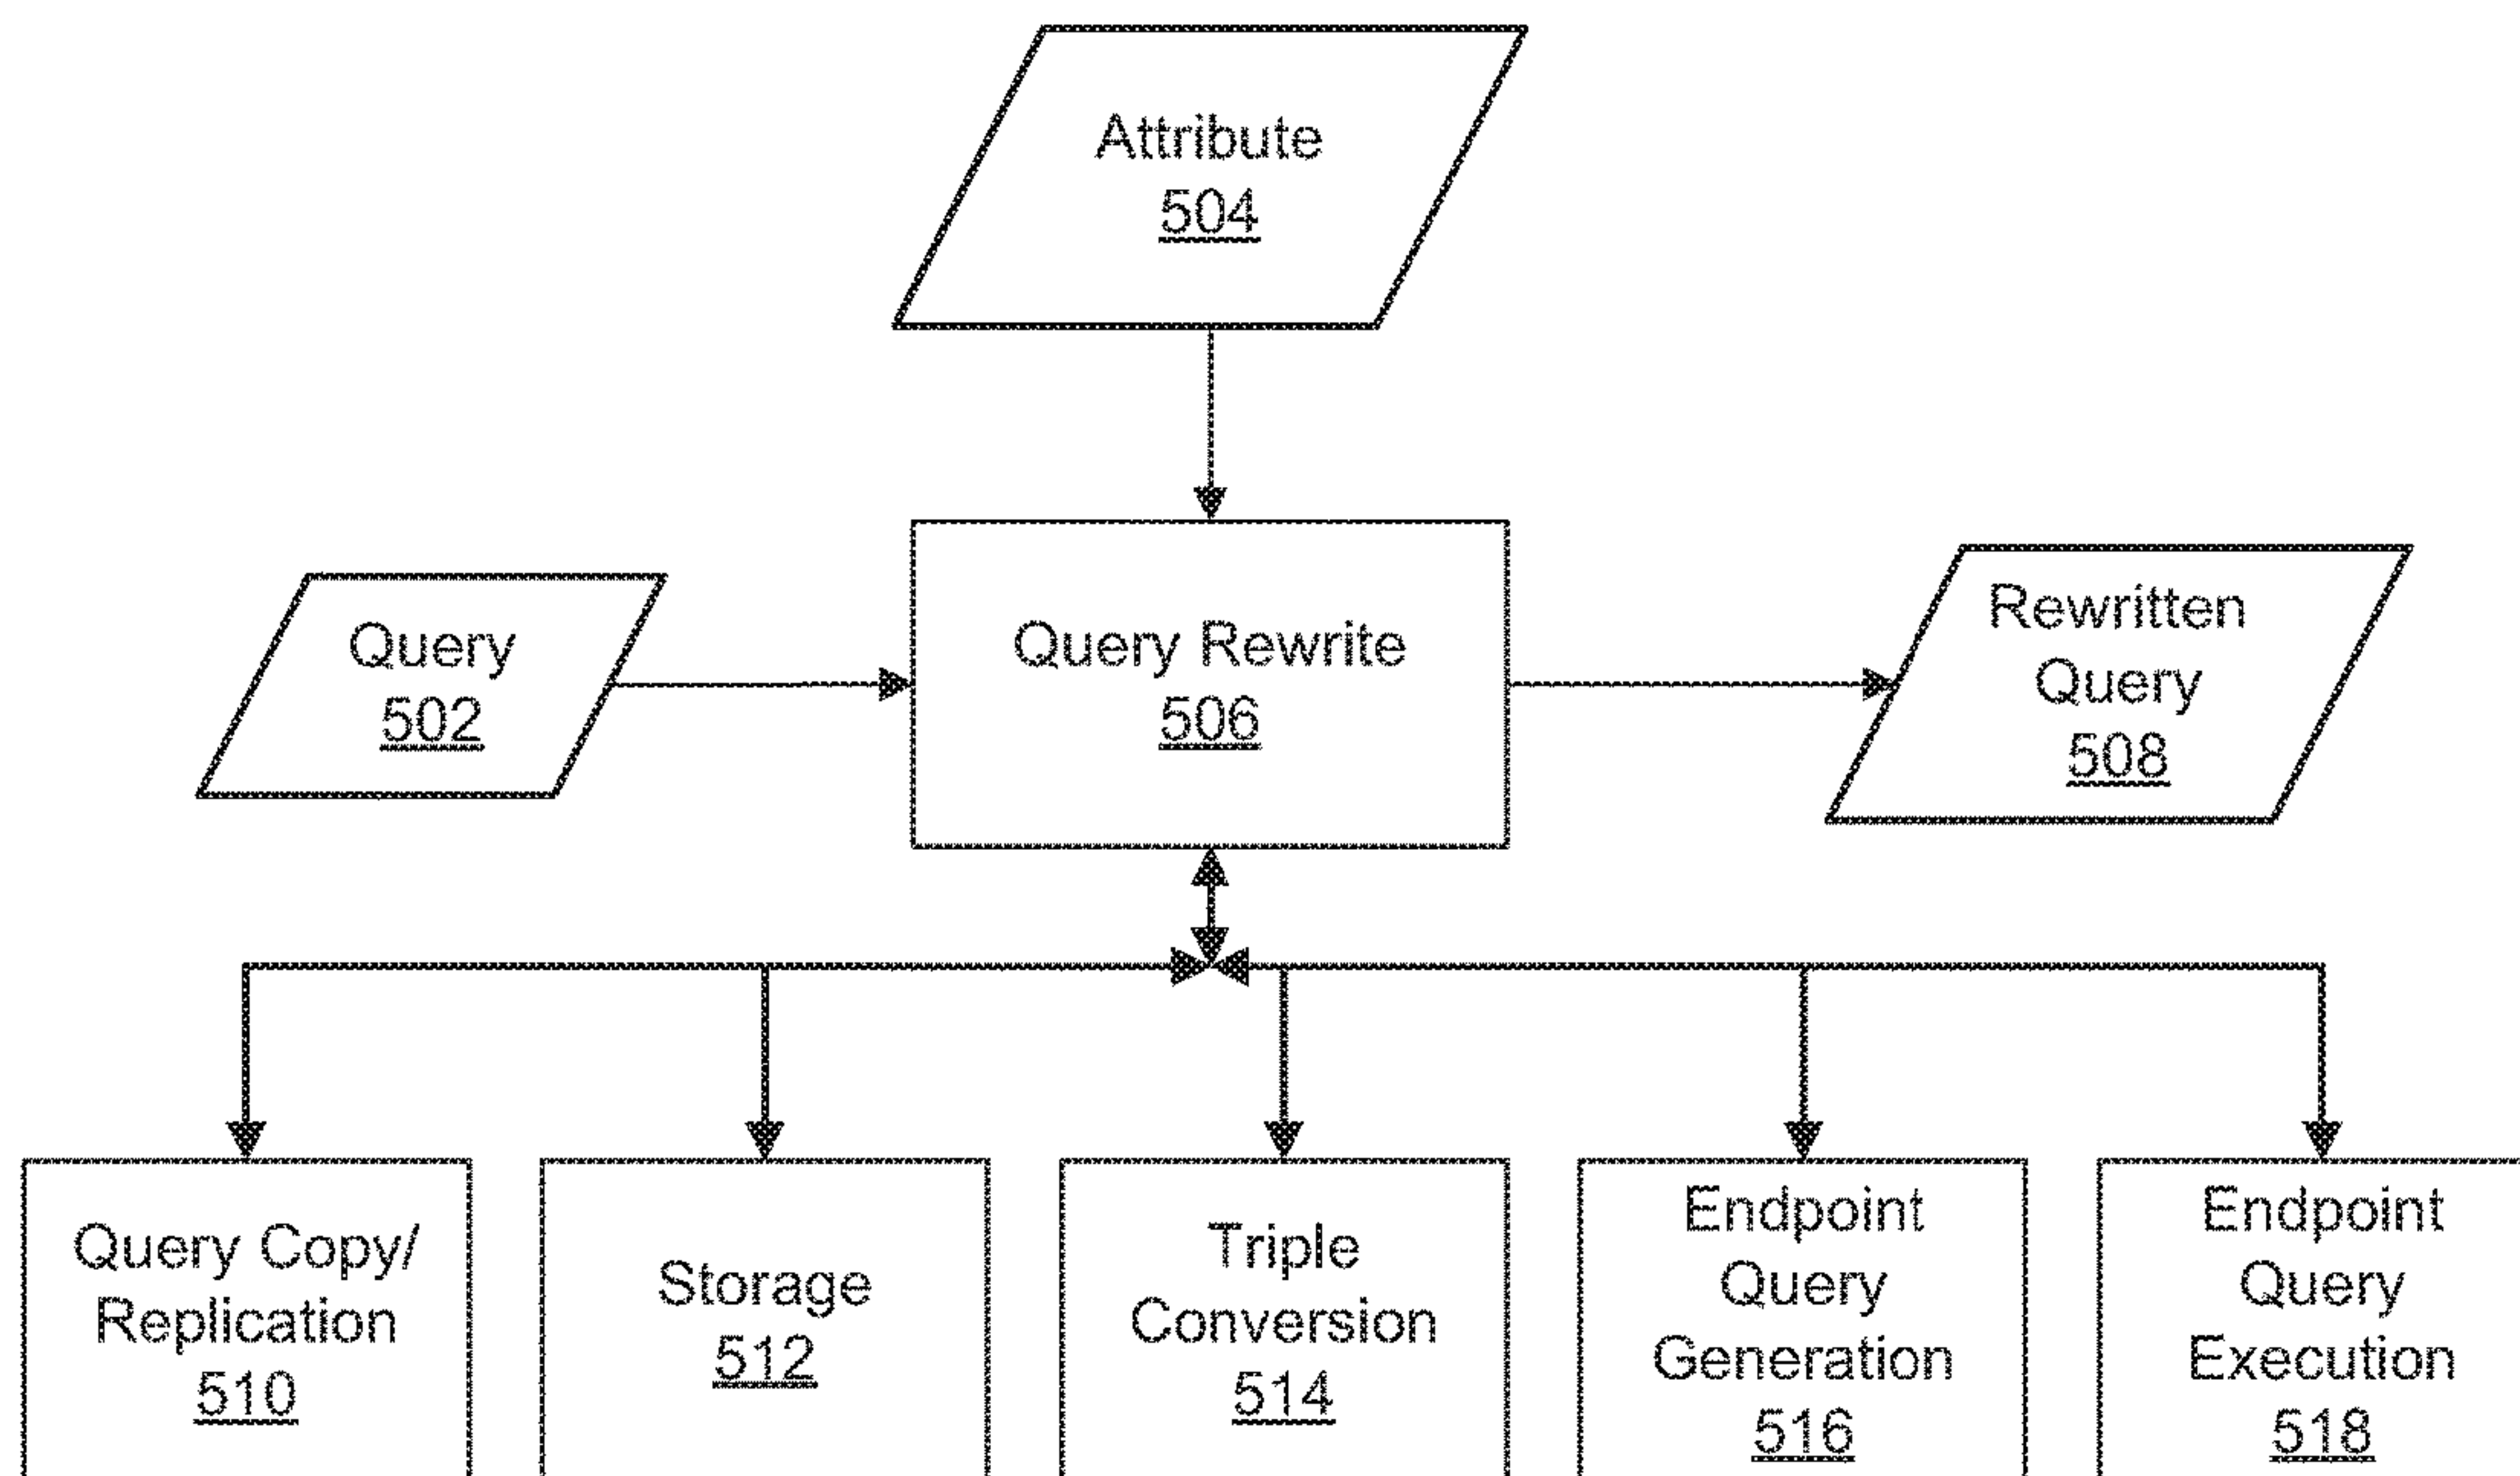 Attribute
504
Query
502
Query Rewrite
506
Rewritten
Query
508
Query Copy/
Replication
510
Storage
512
Triple
Conversion
514
Endpoint
Query
Generation
516
Endpoint
Query
Execution
518